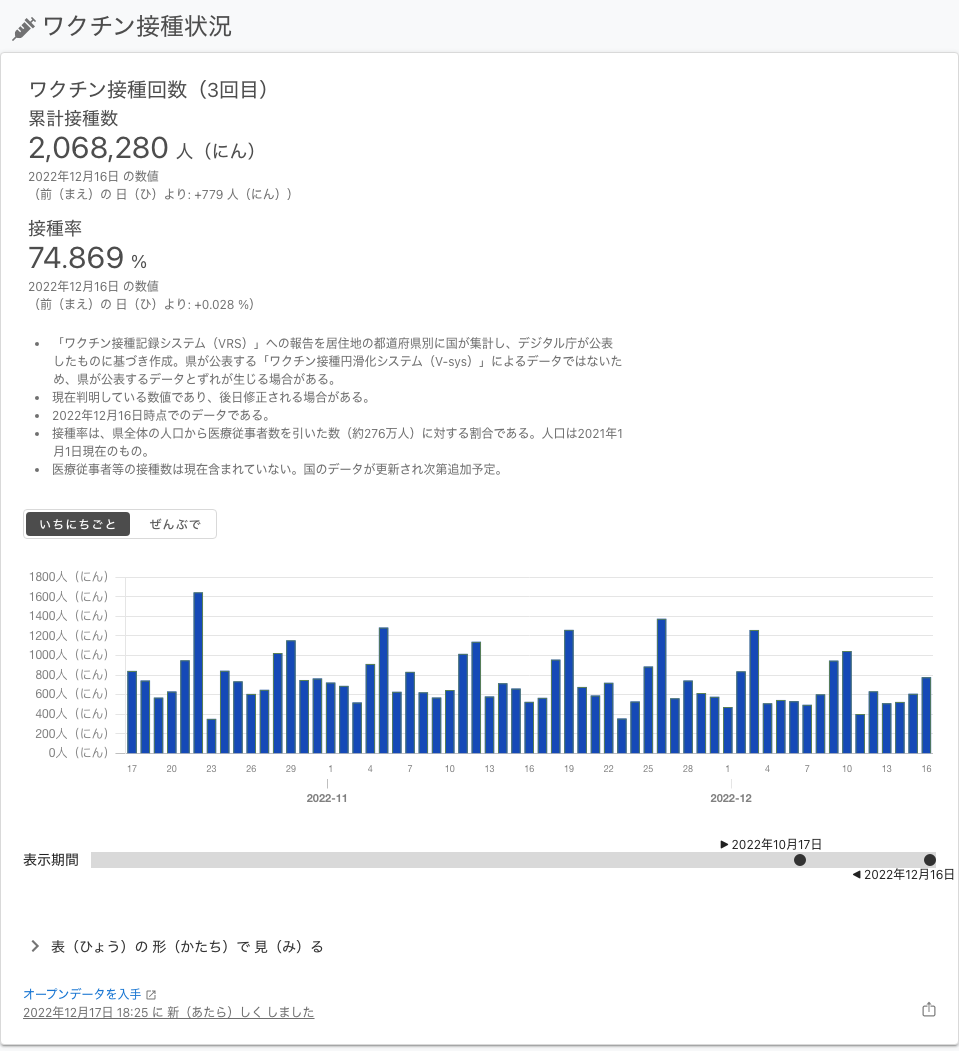 ワクチン接種状況
ワクチン接種回数（3回目）
累計接種数
2,068,280 人（にん）
2022年12月16日 の数値
（前（まえ）の 日（ひ）より: +779 人（にん））
接種率
74.869 %
2022年12月16日 の数値
（前（まえ）の 日（ひ）より: +0.028 %）
• 「ワクチン接種記録システム（VRS）」への報告を居住地の都道府県別に国が集計し、デジタル庁が公表
したものに基づき作成。県が公表する「ワクチン接種円滑化システム（V-sys）」によるデータではないた
め、県が公表するデータとずれが生じる場合がある。
• 現在判明している数値であり、後日修正される場合がある。
• 2022年12月16日時点でのデータである。
• 接種率は、県全体の人口から医療従事者数を引いた数（約276万人）に対する割合である。人口は2021年1
月1日現在のもの。
• 医療従事者等の接種数は現在含まれていない。国のデータが更新され次第追加予定。
いちにちごと ぜんぶで
1800人（にん）
1600人（にん）
1400人（にん）
1200人（にん）
1000人（にん）
800人（にん）
600人（にん）
400人（にん）
200人（にん）
0人（にん）
17 20 23 26 29 1 4 7 10 13 16 19 22 25 28 1 4 7 10 13 16
2022-11 2022-12
▶ 2022年10月17日
表示期間
◀ 2022年12月16日
表（ひょう）の 形（かたち）で 見（み）る
オープンデータを入手
2022年12月17日 18:25 に 新（あたら）しく しました